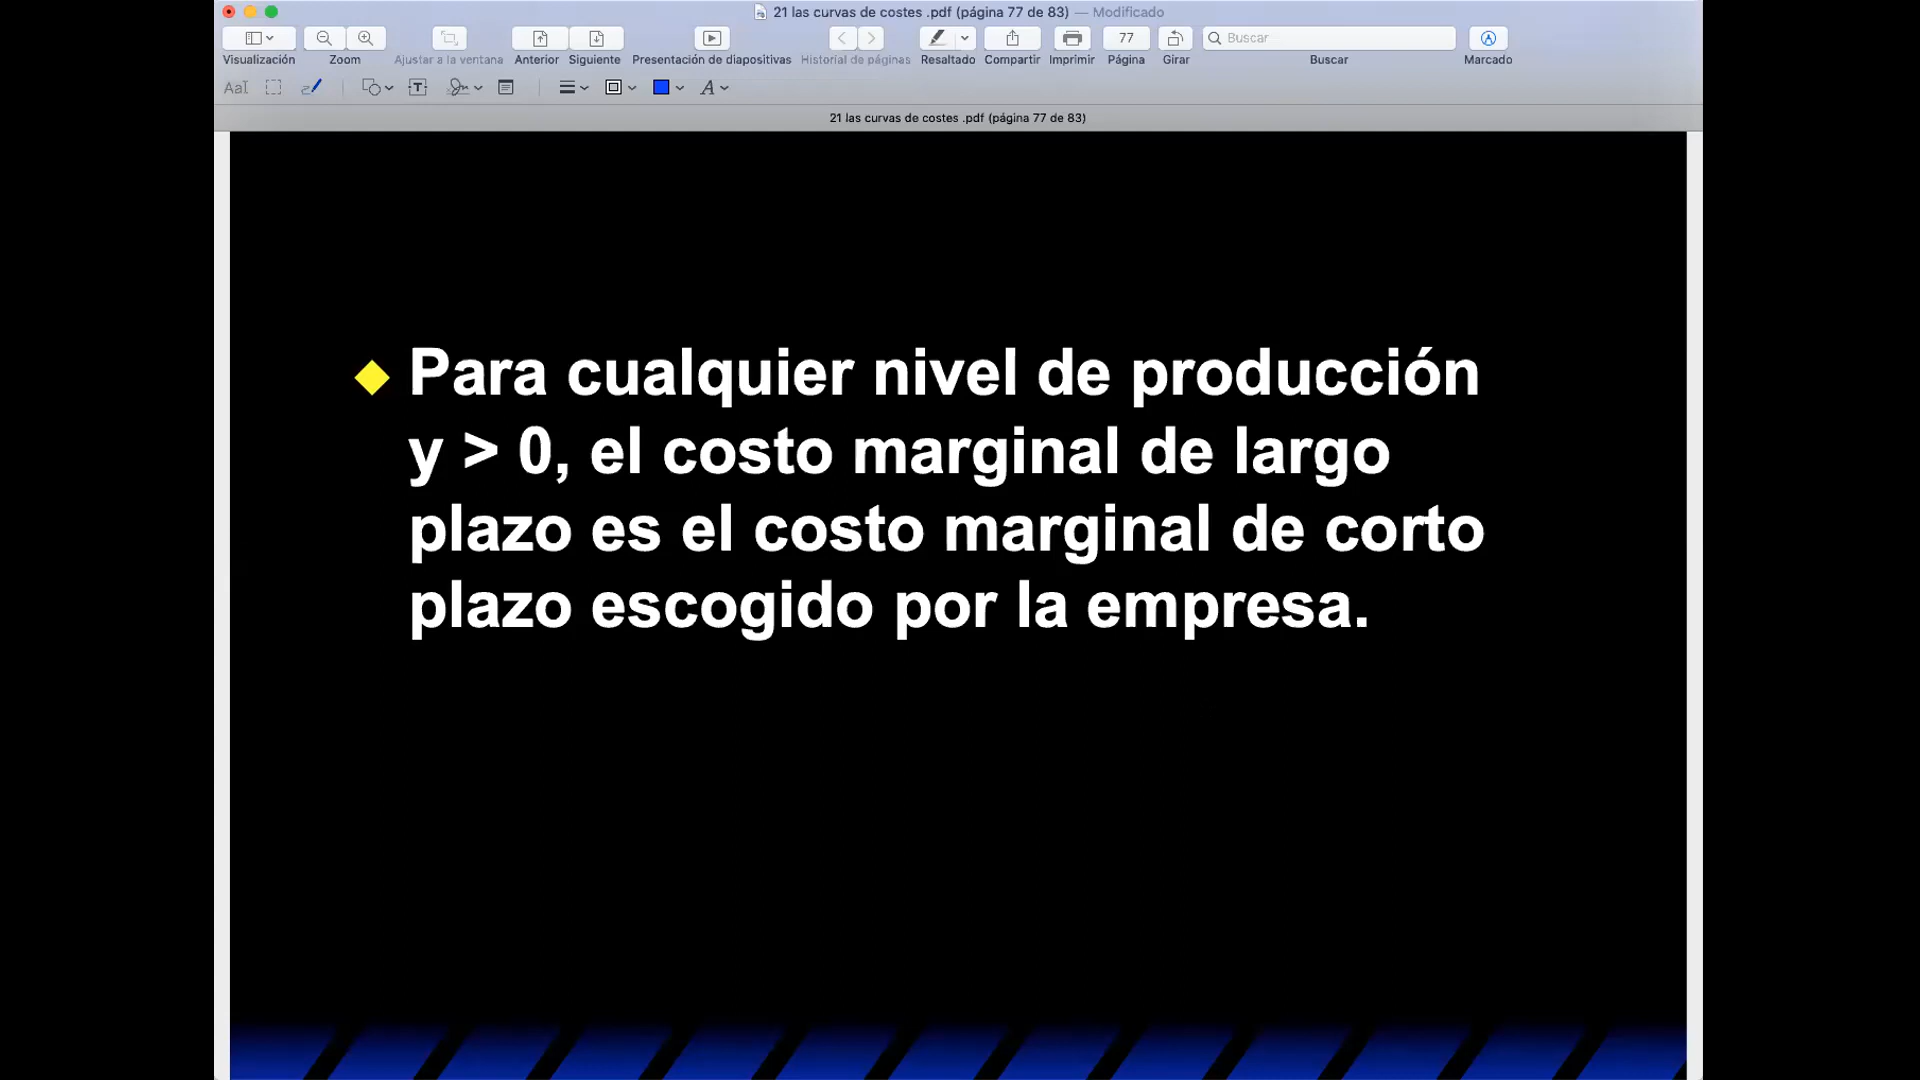 21 las curvas de costes .pdf (página 77 de 83) — Modificado
77
Buscar
Visualización Zoom Ajustar a la ventana Anterior Siguiente Presentación de diapositivas Historial de páginas Resaltado Compartir Imprimir Página Girar Buscar Marcado
21 las curvas de costes .pdf (página 77 de 83)
Para cualquier nivel de producción
y > 0, el costo marginal de largo
plazo es el costo marginal de corto
plazo escogido por la empresa.